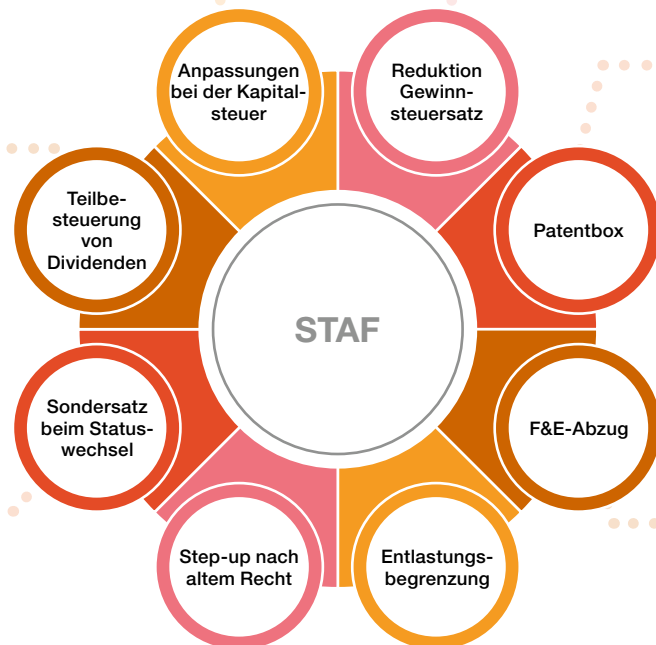 Anpassungen
bei der Kapital-
steuer
Reduktion
Gewinn-
steuersatz
Teilbe-
steuerung
von
Dividenden
Patentbox
STAF
Sondersatz
beim Status-
wechsel
F&E-Abzug
Step-up nach
altem Recht
Entlastungs-
begrenzung